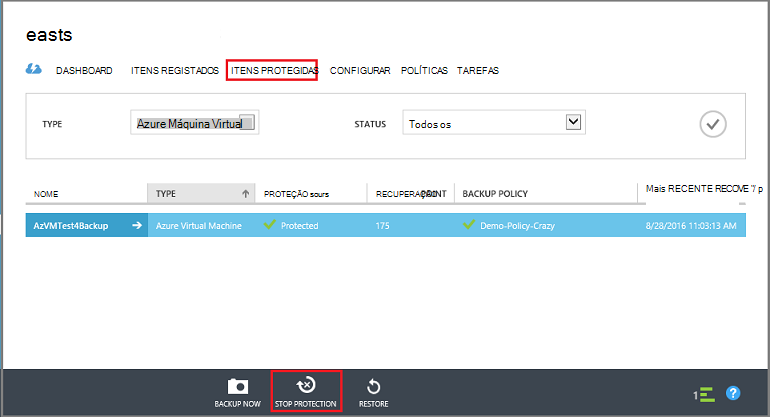 easts
DASHBOARD ITENS REGISTADOS ITENS PROTEGIDAS CONFIGURAR POLÍTICAS TAREFAS
TYPE Azure Máquina Virtual STATUS Todos os
NOME TYPE PROTEÇÃO sours RECUPERAÇÃO PRINT BACKUP POLICY Mais RECENTE RECOVE "/ p
AzVMTest4Backup Azure Virtual Machine Protected 175 Demo-Policy-Crazy 8/28/2016 11:03:13 AM
BACKUP NOW STOP PROTECTION RESTORE 1 ?